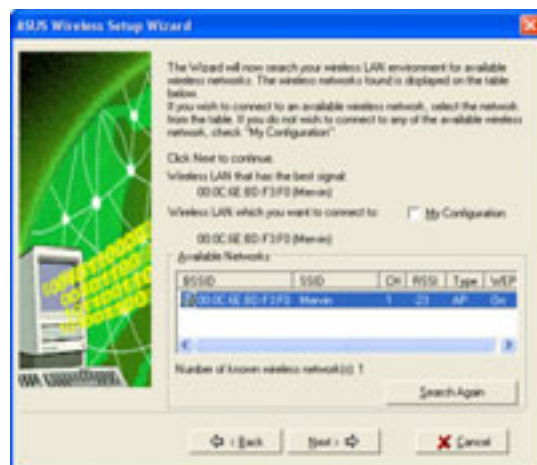 ASUS Wireless Setup Wizard
The Wizard will now search your wireless LAN environment for available
wireless networks. The wireless networks found is displayed on the table
below.
If you wish to connect to an available wireless network, select the network
from the table. If you do not wish to connect to any of the available wireless
network, check "My Configuration"
Click Next to continue.
Wireless LAN that has the best signal:
00:0C:6E:BD:F3:F0 (Mervin)
Wireless LAN which you want to connect to: My Configuration
00:0C:6E:BD:F3:F0 (Mervin)
Available Networks
BSSID SSID CH RSSI Type WEP
00:0C:6E:BD:F3:F0 Mervin 1 -23 AP On
Number of known wireless network(s): 1
Search Again
< Back Next > Cancel